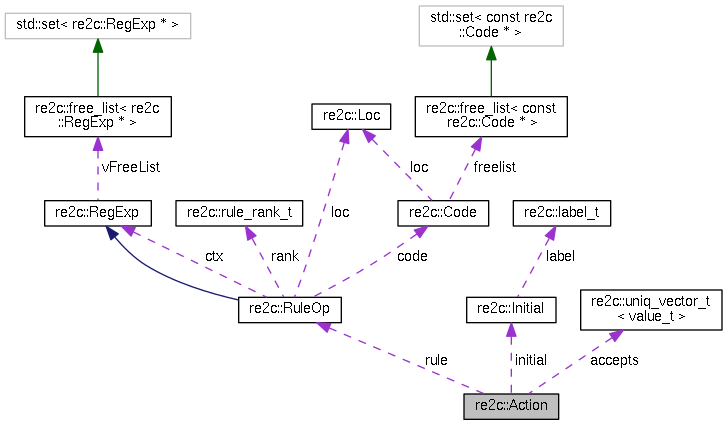 std::set< re2c::RegExp * >
std::set< const re2c
::Code * >
re2c::free_list< re2c
::RegExp * >
re2c::Loc
re2c::free_list< const
re2c::Code * >
vFreeList
loc
freelist
re2c::RegExp
re2c::rule_rank_t
loc
re2c::Code
re2c::label_t
ctx
rank
code
label
re2c::RuleOp
re2c::Initial
re2c::uniq_vector_t
< value_t >
rule
initial
accepts
re2c::Action